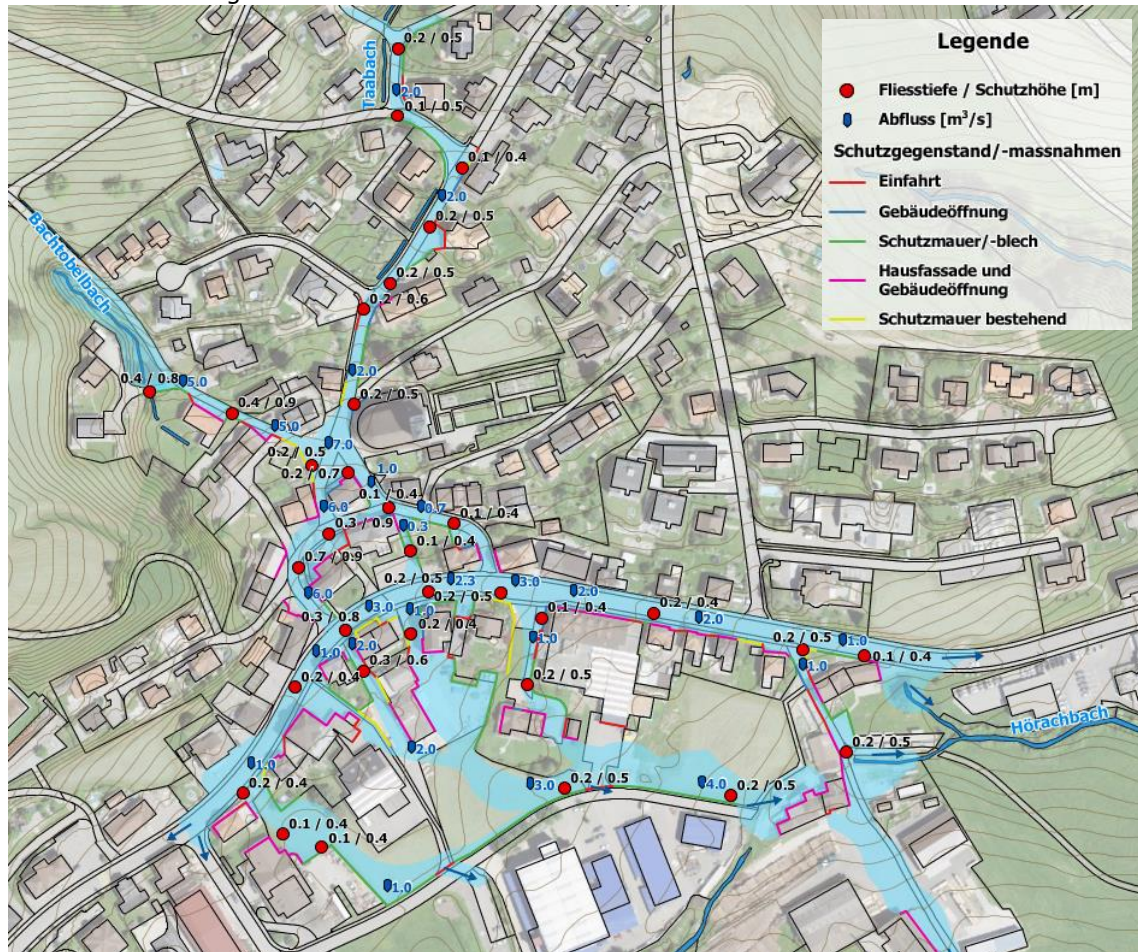 Legende
Fliesstiefe / Schutzhöhe [m]
Abfluss [m³/s]
Schutzgegenstand/-massnahmen
Einfahrt
Gebäudeöffnung
Schutzmauer/-blech
Hausfassade und
Gebäudeöffnung
Schutzmauer bestehend
Taabach
Bachtobelbach
Hörachbach
0.2 / 0.5
2.0
0.1 / 0.5
0.1 / 0.4
2.0
0.2 / 0.5
0.2 / 0.5
0.2 / 0.6
2.0
0.4 / 0.8
5.0
0.2 / 0.5
0.4 / 0.9
5.0
7.0
0.2 / 0.5
0.2 / 0.7
1.0
0.1 / 0.4
6.0
0.7
0.3
0.1 / 0.4
0.3 / 0.9
0.1 / 0.4
0.7 / 0.9
0.2 / 0.5
2.3
3.0
2.0
6.0
0.2 / 0.5
3.0
1.0
0.1 / 0.4
0.2 / 0.4
2.0
0.3 / 0.8
0.2 / 0.4
1.0
0.2 / 0.5
1.0
1.0
2.0
0.1 / 0.4
1.0
0.3 / 0.6
0.2 / 0.4
0.2 / 0.5
2.0
0.2 / 0.5
1.0
3.0
0.2 / 0.5
4.0
0.2 / 0.5
0.2 / 0.4
0.1 / 0.4
0.1 / 0.4
1.0